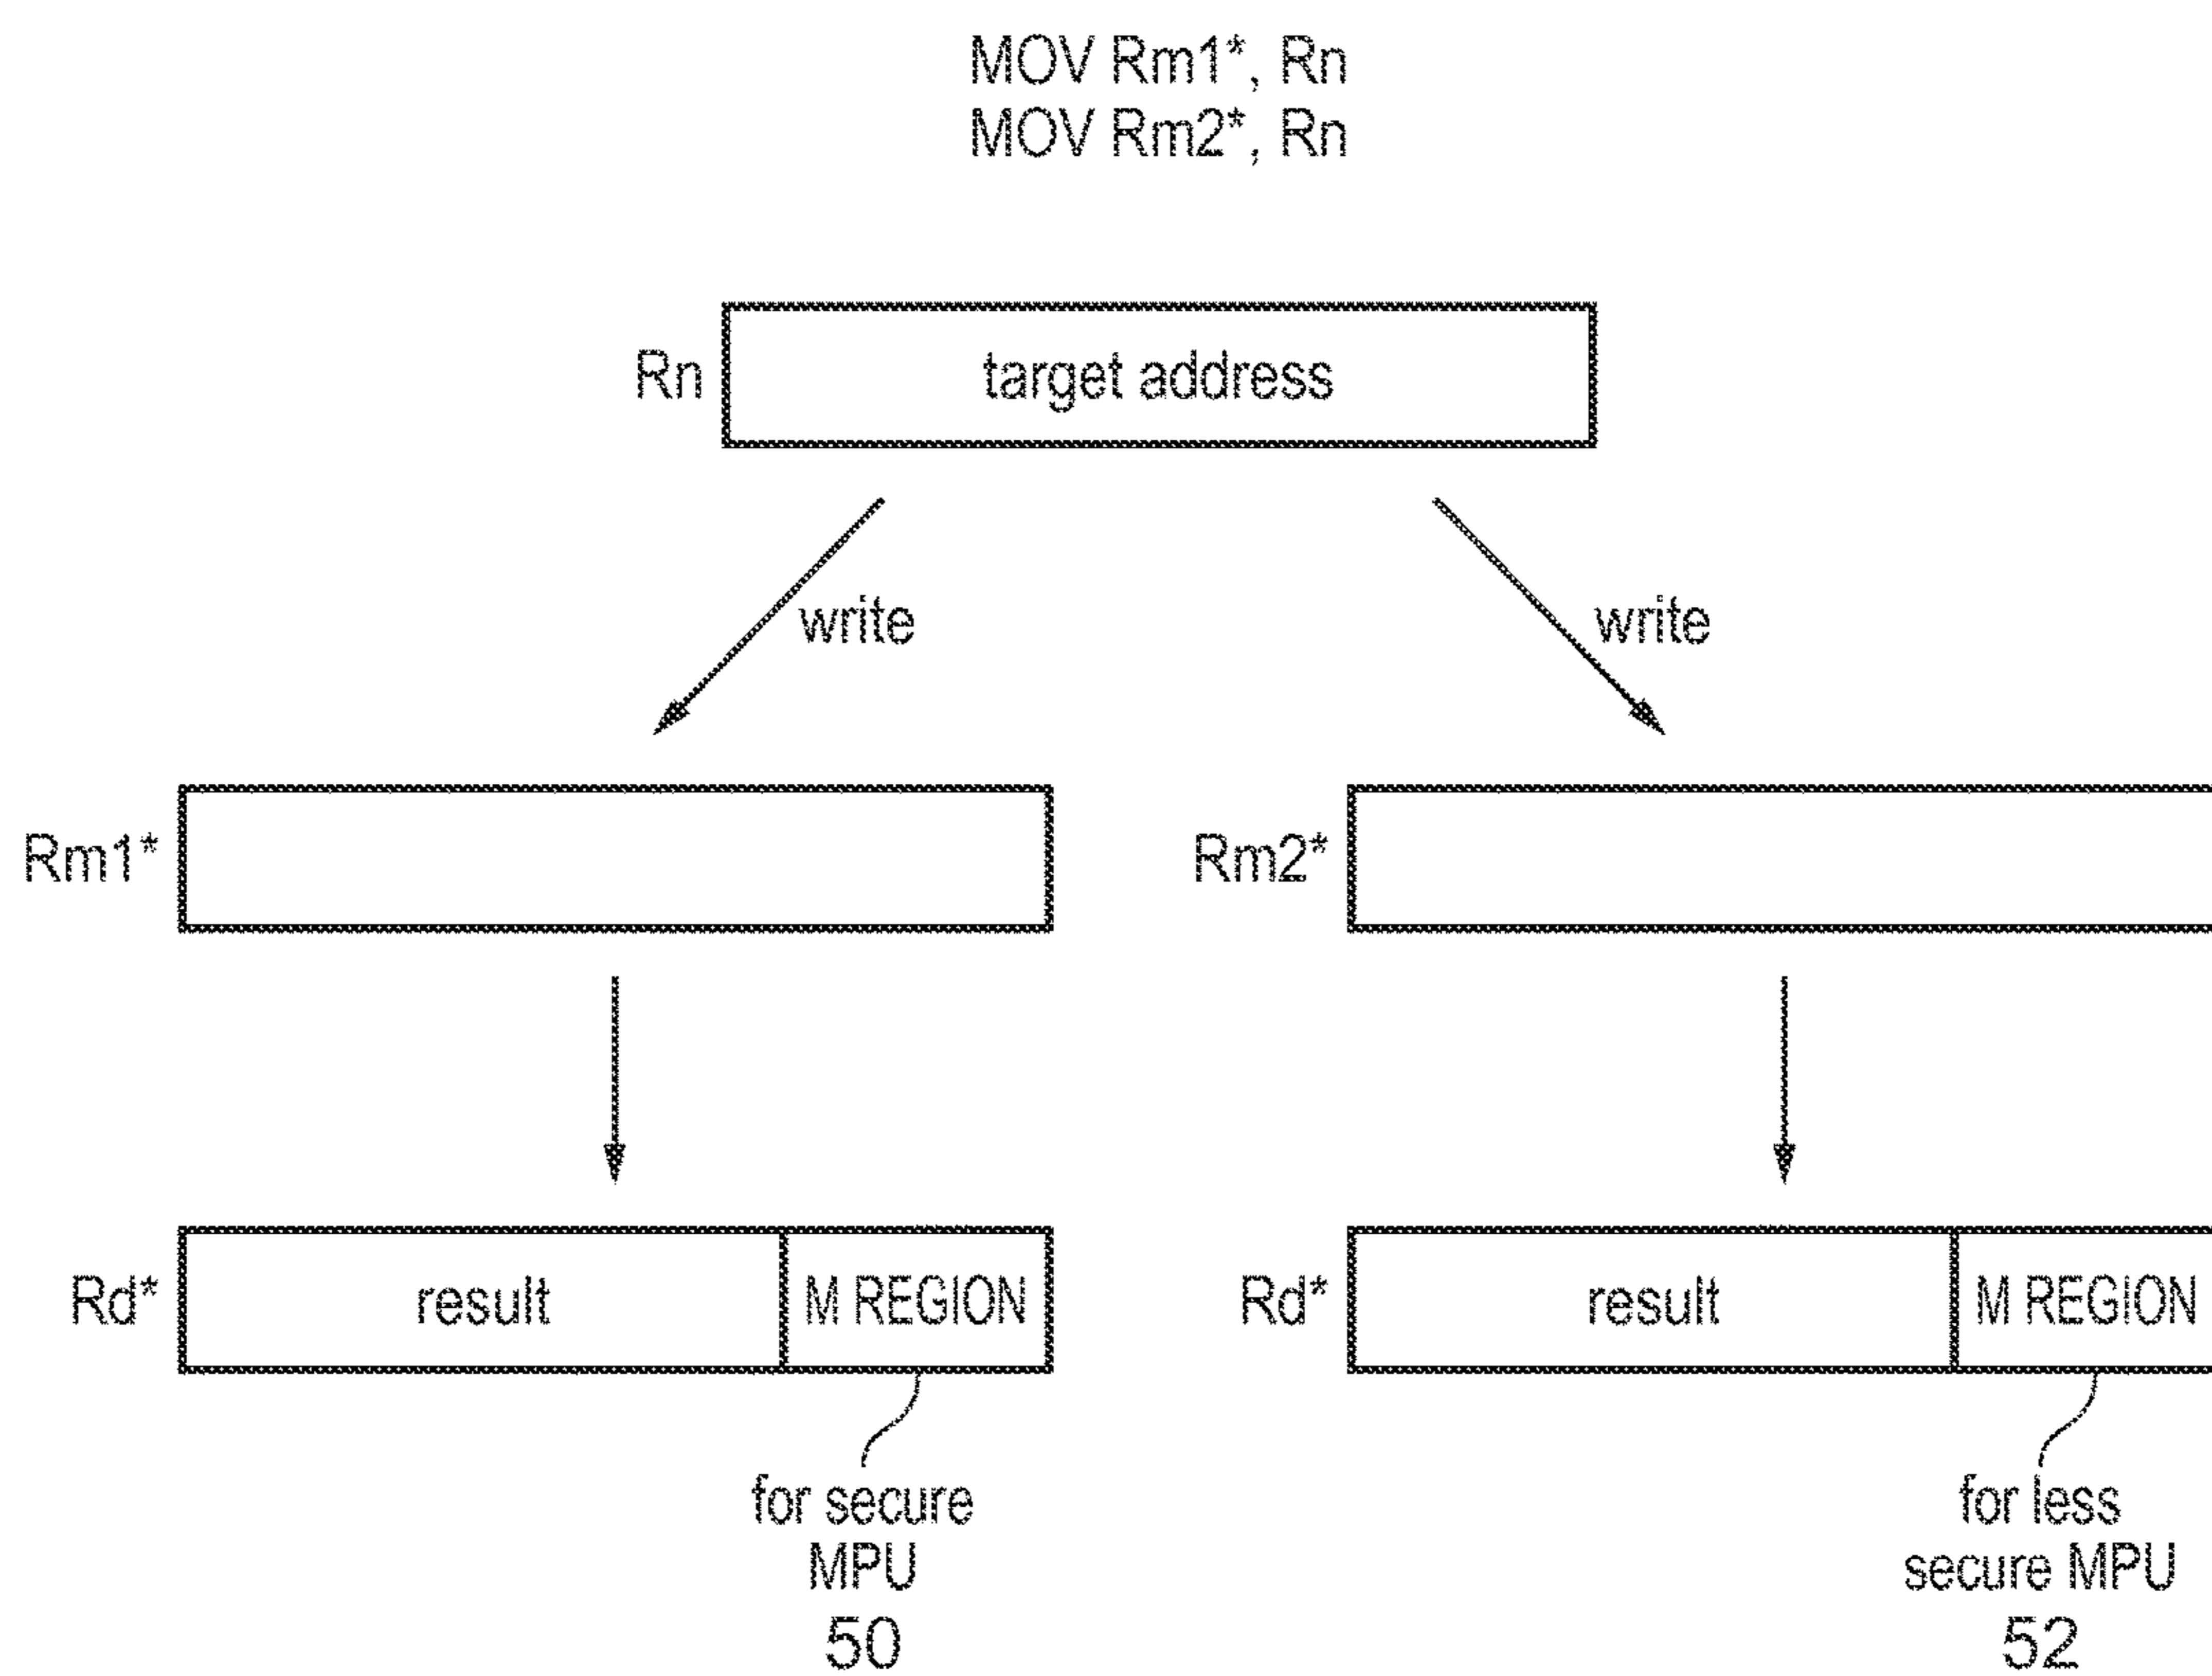 MOV Rm1*, Rn
MOV Rm2*, Rn
Rn target address
write write
Rm1* Rm2*
Rd* result M REGION Rd* result M REGION
for secure for less
MPU secure MPU
50 52